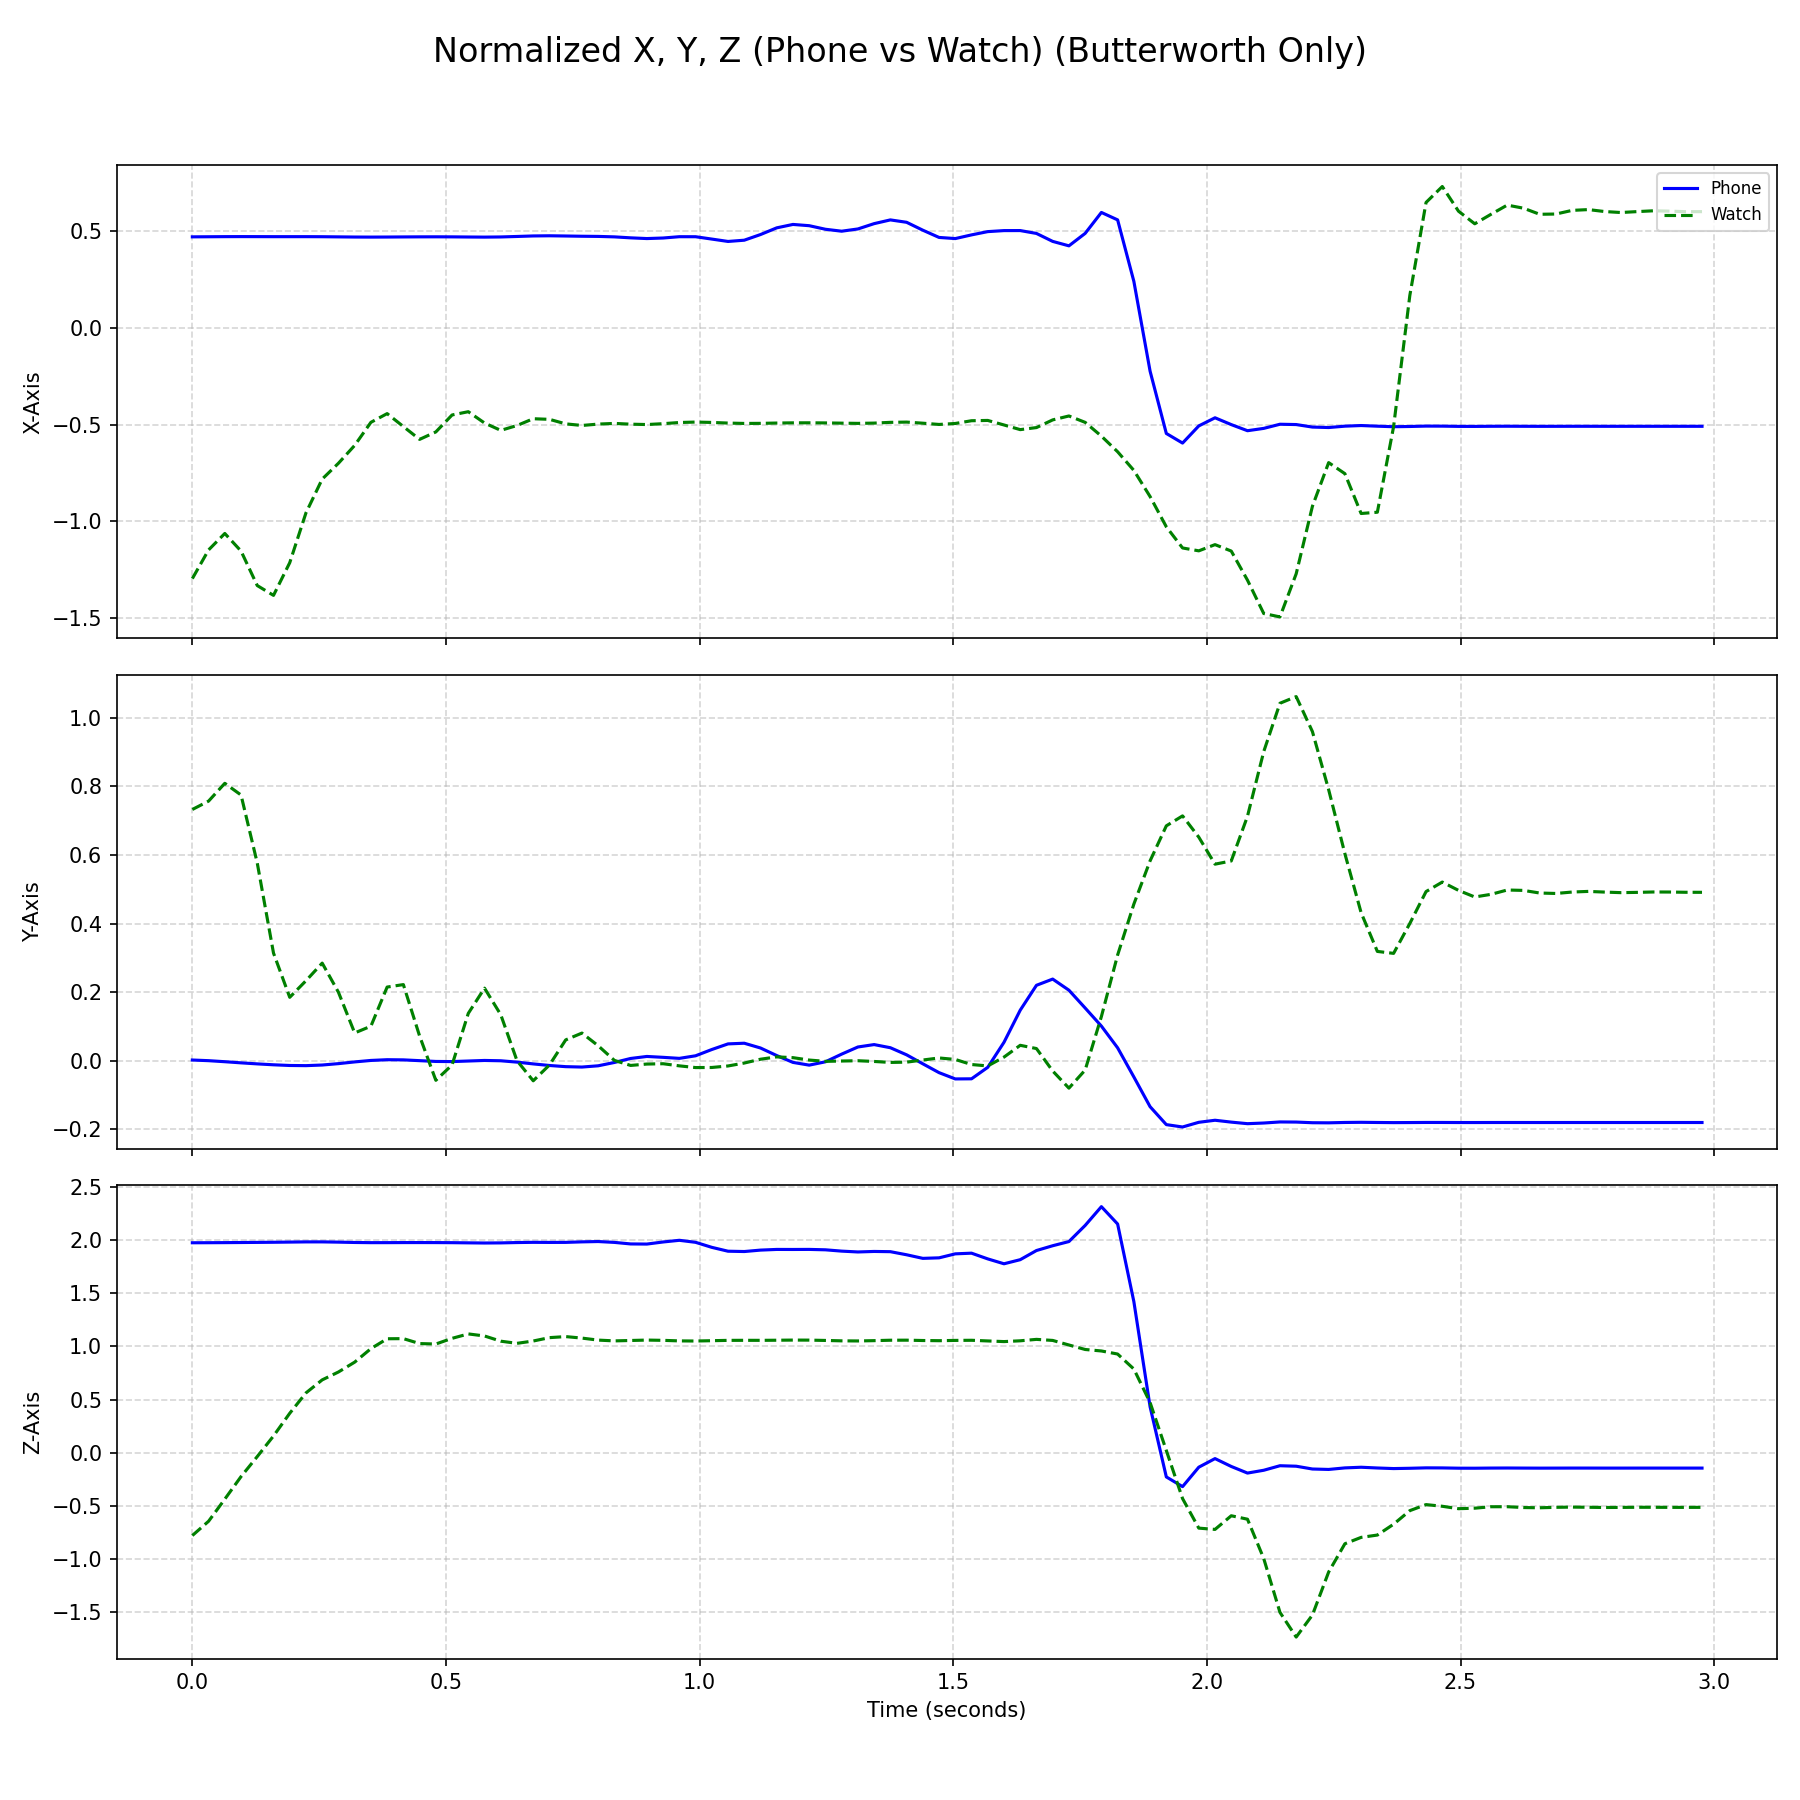 Normalized X, Y, Z (Phone vs Watch) (Butterworth Only)
Phone
Watch
0.5
0.0
−0.5
−1.0
−1.5
X-Axis
1.0
0.8
0.6
0.4
0.2
0.0
−0.2
Y-Axis
2.5
2.0
1.5
1.0
0.5
0.0
−0.5
−1.0
−1.5
Z-Axis
0.0 0.5 1.0 1.5 2.0 2.5 3.0
Time (seconds)